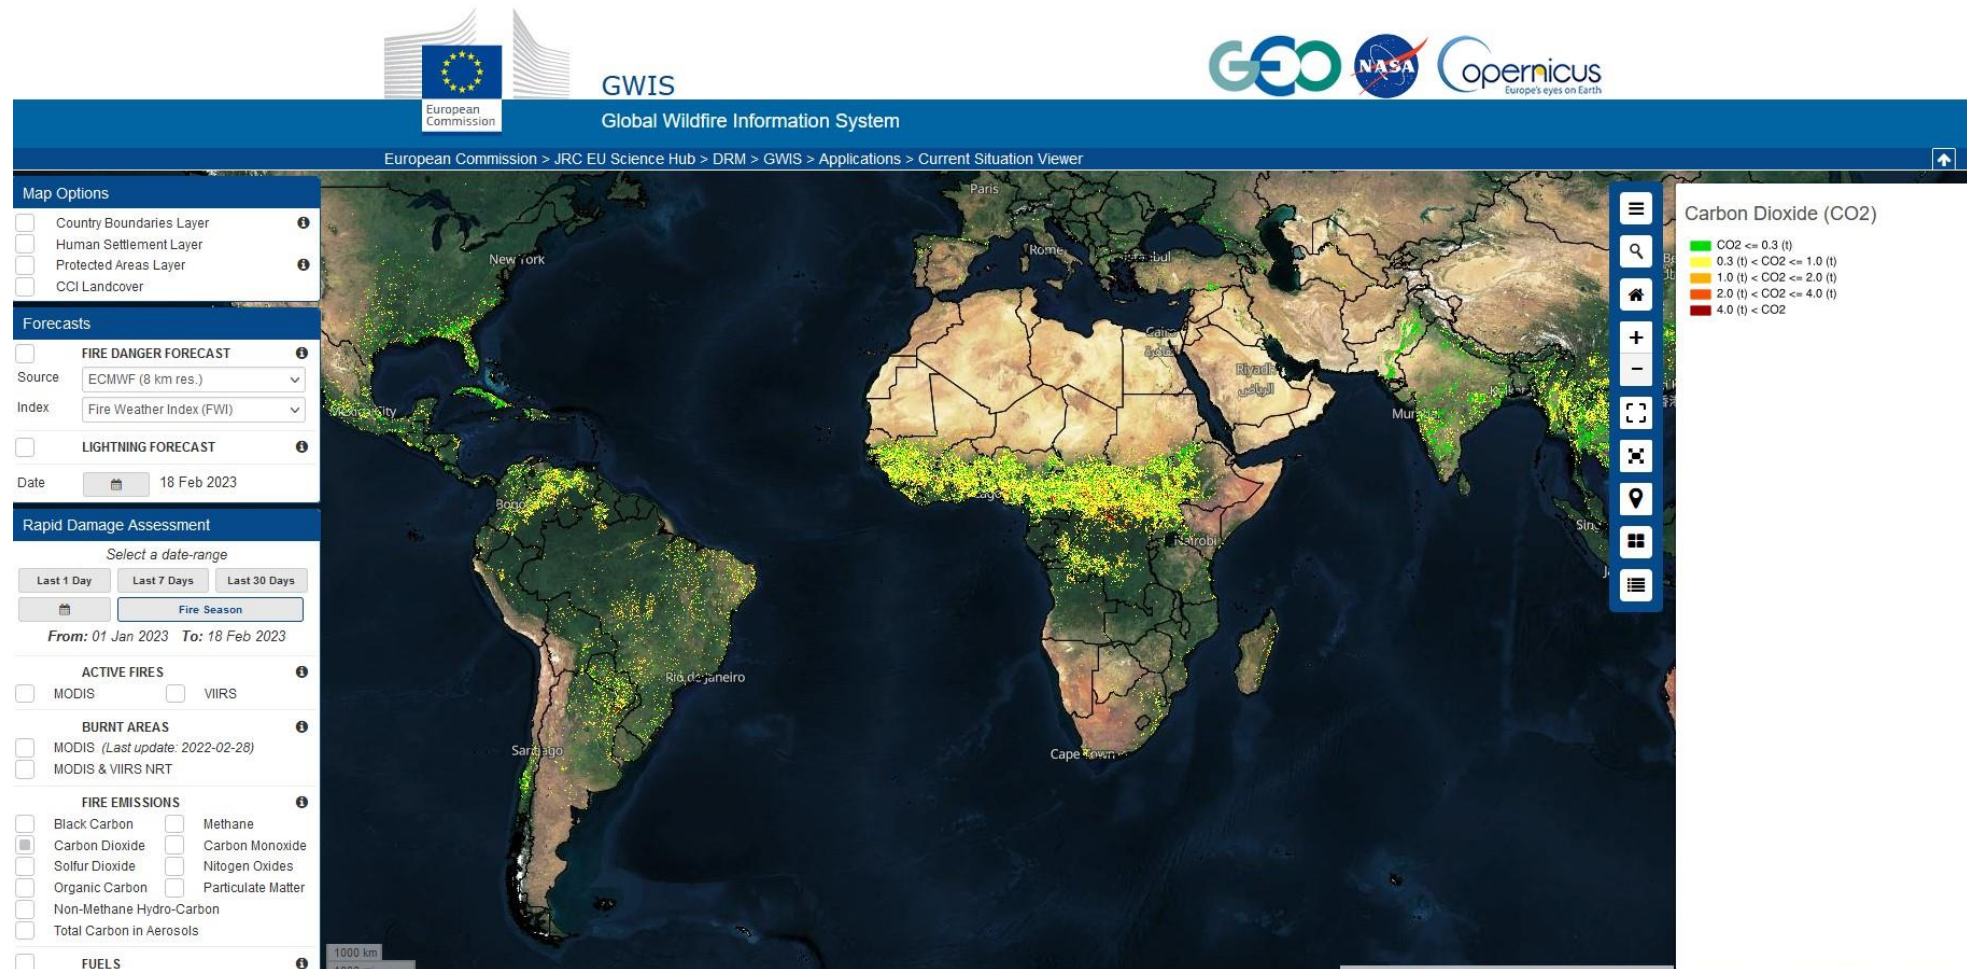 European
Commission
GWIS
GEO
NASA
Copernicus
Europe's eyes on Earth
Global Wildfire Information System
European Commission > JRC EU Science Hub > DRM > GWIS > Applications > Current Situation Viewer
Map Options
Country Boundaries Layer
Human Settlement Layer
Protected Areas Layer
CCI Landcover
Forecasts
FIRE DANGER FORECAST
Source ECMWF (8 km res.)
Index Fire Weather Index (FWI)
LIGHTNING FORECAST
Date 18 Feb 2023
Rapid Damage Assessment
Select a date-range
Last 1 Day Last 7 Days Last 30 Days
Fire Season
From: 01 Jan 2023 To: 18 Feb 2023
ACTIVE FIRES
MODIS VIIRS
BURNT AREAS
MODIS (Last update: 2022-02-28)
MODIS & VIIRS NRT
FIRE EMISSIONS
Black Carbon Methane
Carbon Dioxide Carbon Monoxide
Solfur Dioxide Nitogen Oxides
Organic Carbon Particulate Matter
Non-Methane Hydro-Carbon
Total Carbon in Aerosols
FUELS
Paris
Rome
New York
Cairo
القاهرة
Riyadh
الرياض
Mexico City
Nairobi
Rio de Janeiro
Santiago
Cape Town
1000 km
Carbon Dioxide (CO2)
CO2 <= 0.3 (t)
0.3 (t) < CO2 <= 1.0 (t)
1.0 (t) < CO2 <= 2.0 (t)
2.0 (t) < CO2 <= 4.0 (t)
4.0 (t) < CO2